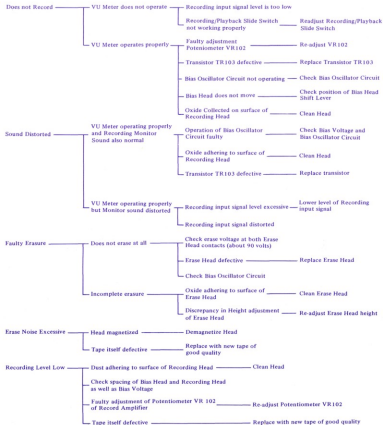 Does not Record
VU Meter does not operate
Recording input signal level is too low
Recording/Playback Slide Switch
not working properly
Readjust Recording/Playback
Slide Switch
VU Meter operates properly
Faulty adjustment
Poteniometer VR102
Re-adjust VR102
Transistor TR103 defective
Replace Transistor TR103
Bias Oscillator Circuit not operating
Check Bias Oscillator Circuit
Bias Head does not move
Check position of Bias Head
Shift Lever
Oxide Collected on surface of
Recording Head
Clean Head
Sound Distorted
VU Meter operating properly
and Recording Monitor
Sound also normal
Operation of Bias Oscillator
Circuit faulty
Check Bias Voltage and
Bias Oscillator Circuit
Oxide adhering to surface of
Recording Head
Clean Head
Transistor TR103 defective
Replace transistor
VU Meter operating properly
but Monitor sound distorted
Recording input signal level excessive
Lower level of Recording
input signal
Recording input signal distorted
Faulty Erasure
Does not erase at all
Check erase voltage at both Erase
Head contacts (about 90 volts)
Erase Head defective
Replace Erase Head
Check Bias Oscillator Circuit
Incomplete erasure
Oxide adhering to surface of
Erase Head
Clean Erase Head
Discrepancy in Height adjustment
of Erase Head
Re-adjust Erase Head height
Erase Noise Excessive
Head magnetized
Demagnetize Head
Tape itself defective
Replace with new tape of
good quality
Recording Level Low
Dust adhering to surface of Recording Head
Clean Head
Check spacing of Bias Head and Recording Head
as well as Bias Voltage
Faulty adjustment of Potentiometer VR 102
of Record Amplifier
Re-adjust Potentiometer VR102
Tape itself defective
Replace with new tape of good quality